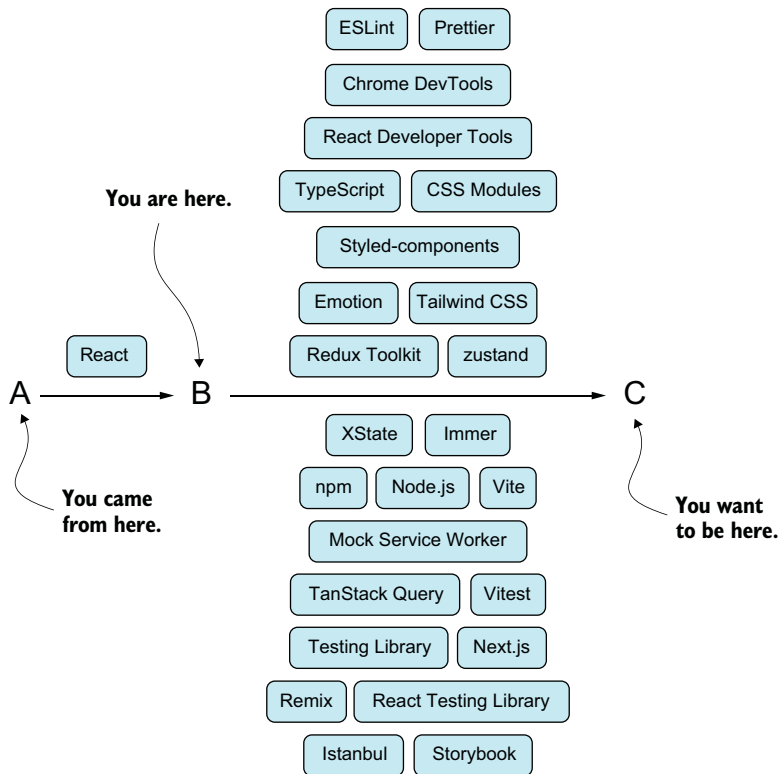 ESLint Prettier
Chrome DevTools
React Developer Tools
TypeScript CSS Modules
You are here.
Styled-components
Emotion Tailwind CSS
React Redux Toolkit zustand
A B C
XState Immer
npm Node.js Vite
You came
from here.
You want
to be here.
Mock Service Worker
TanStack Query Vitest
Testing Library Next.js
Remix React Testing Library
Istanbul Storybook